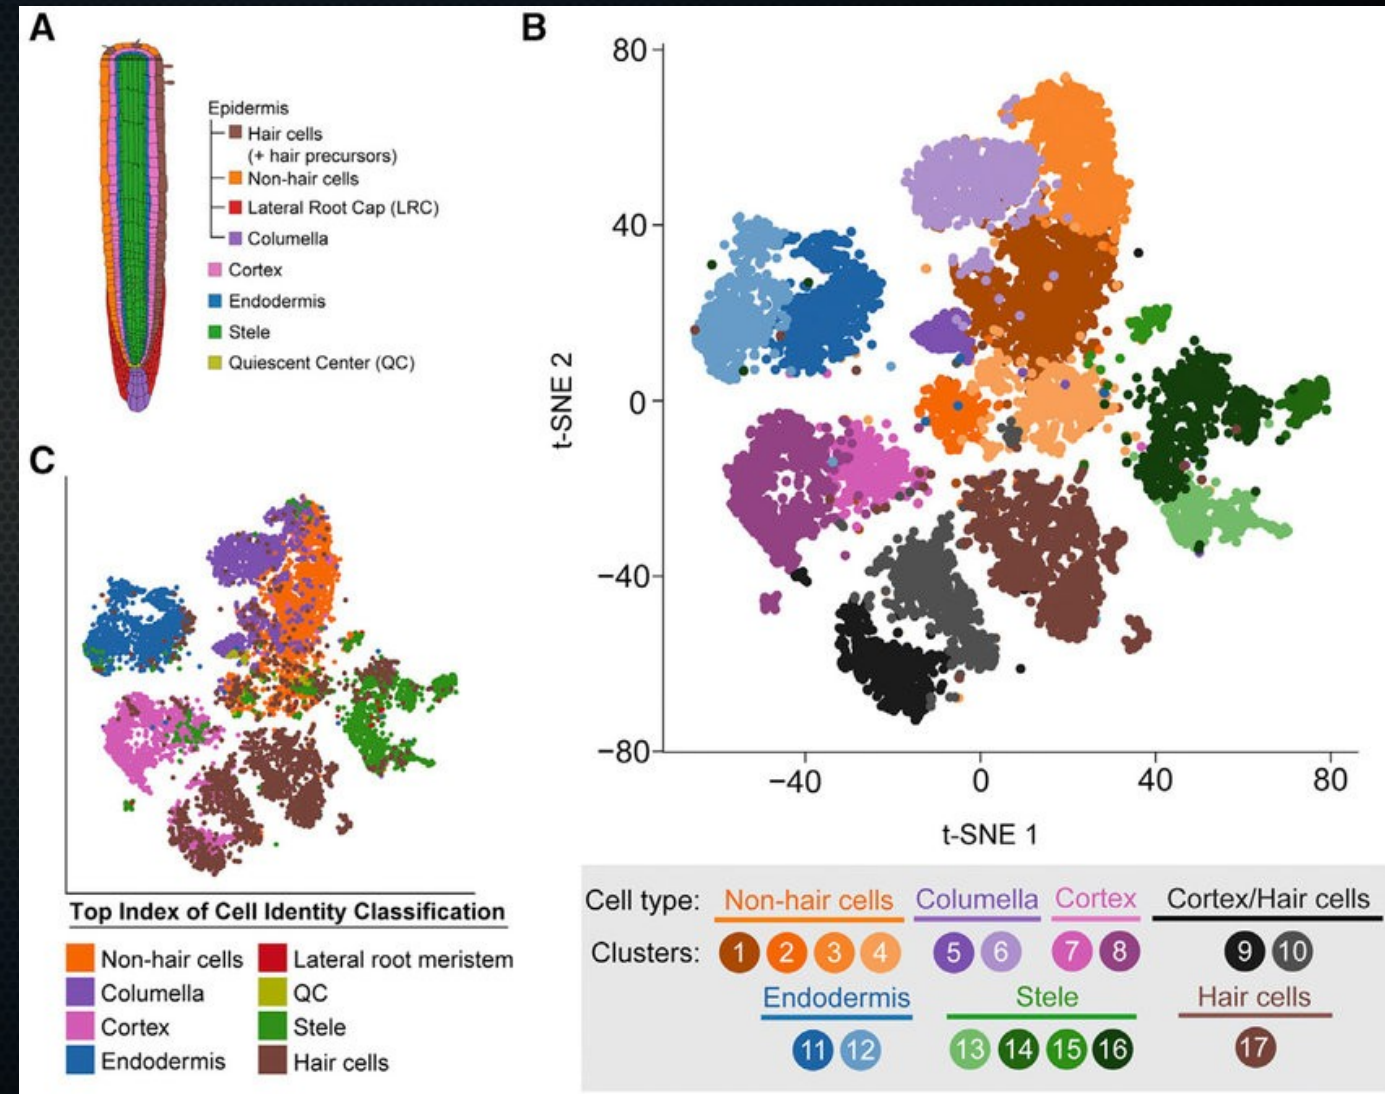 A
Epidermis
Hair cells
(+ hair precursors)
Non-hair cells
Lateral Root Cap (LRC)
Columella
Cortex
Endodermis
Stele
Quiescent Center (QC)
B
80
40
0
−40
−80
t-SNE 2
−40
0
40
80
t-SNE 1
Cell type: Non-hair cells Columella Cortex Cortex/Hair cells
Clusters: 1 2 3 4 5 6 7 8 9 10
Endodermis Stele Hair cells
11 12 13 14 15 16 17
C
Top Index of Cell Identity Classification
Non-hair cells Lateral root meristem
Columella QC
Cortex Stele
Endodermis Hair cells